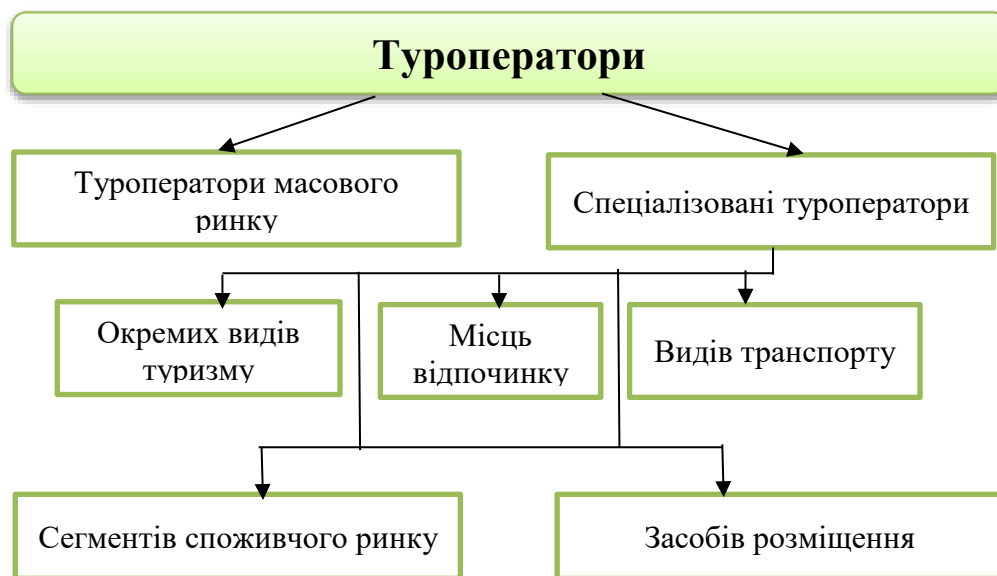 Туроператори
Туроператори масового
ринку
Спеціалізовані туроператори
Окремих видів
туризму
Місць
відпочинку
Видів транспорту
Сегментів споживчого ринку
Засобів розміщення